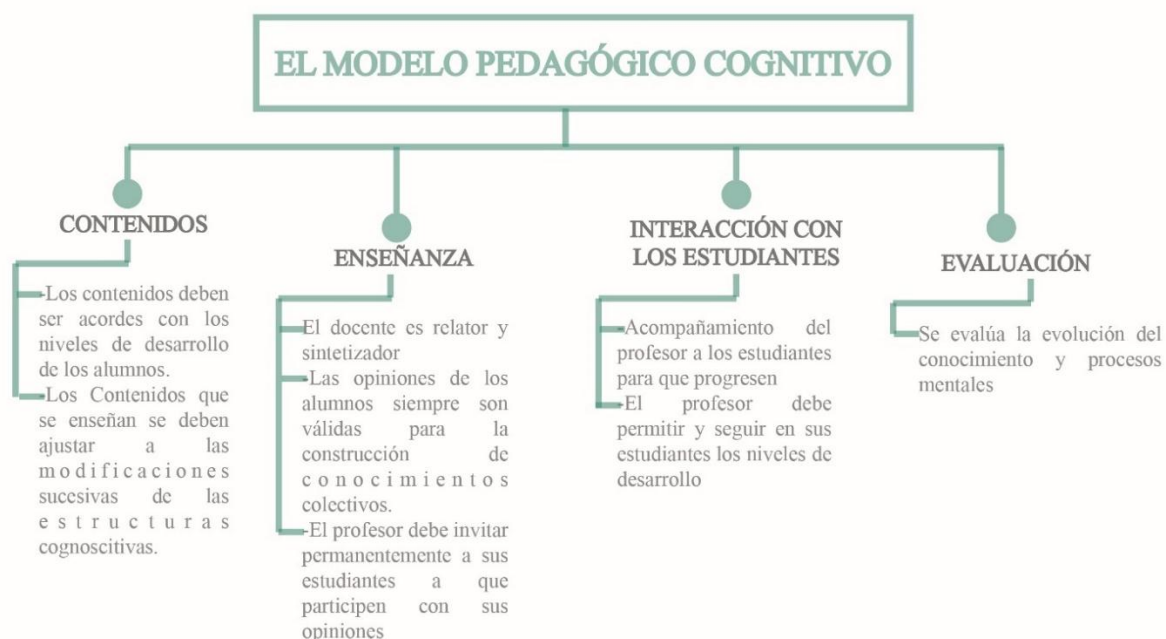 EL MODELO PEDAGÓGICO COGNITIVO
CONTENIDOS
-Los contenidos deben
ser acordes con los
niveles de desarrollo
de los alumnos.
-Los Contenidos que
se enseñan se deben
ajustar a las
modificaciones
sucesivas de las
estructuras
cognoscitivas.
ENSEÑANZA
El docente es relator y
sintetizador
-Las opiniones de los
alumnos siempre son
válidas para la
construcción de
conocimientos
colectivos.
-El profesor debe invitar
permanentemente a sus
estudiantes a que
participen con sus
opiniones
INTERACCIÓN CON
LOS ESTUDIANTES
-Acompañamiento del
profesor a los estudiantes
para que progresen
-El profesor debe
permitir y seguir en sus
estudiantes los niveles de
desarrollo
EVALUACIÓN
Se evalúa la evolución del
conocimiento y procesos
mentales